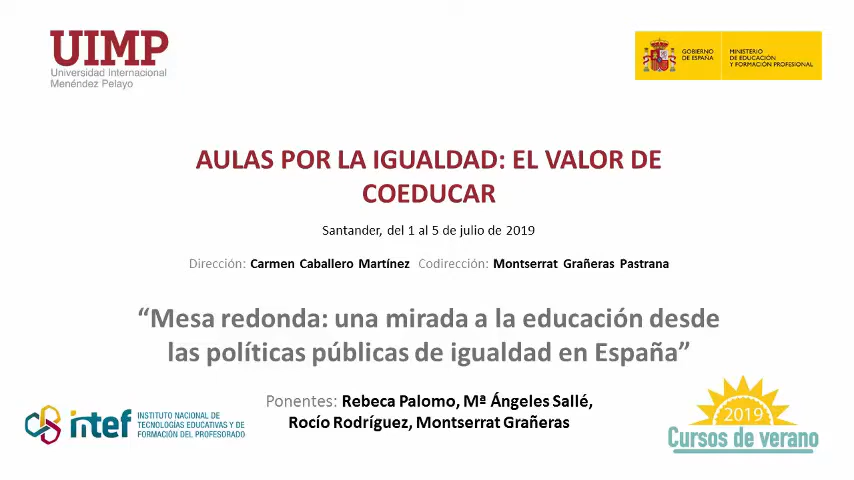 UIMP
Universidad Internacional
Menéndez Pelayo
GOBIERNO
DE ESPAÑA
MINISTERIO
DE EDUCACIÓN
Y FORMACIÓN PROFESIONAL
AULAS POR LA IGUALDAD: EL VALOR DE
COEDUCAR
Santander, del 1 al 5 de julio de 2019
Dirección: Carmen Caballero Martínez Codirección: Montserrat Grañeras Pastrana
“Mesa redonda: una mirada a la educación desde
las políticas públicas de igualdad en España”
Ponentes: Rebeca Palomo, Mª Ángeles Sallé,
Rocío Rodríguez, Montserrat Grañeras
intef
INSTITUTO NACIONAL DE
TECNOLOGÍAS EDUCATIVAS Y DE
FORMACIÓN DEL PROFESORADO
2019
Cursos de verano